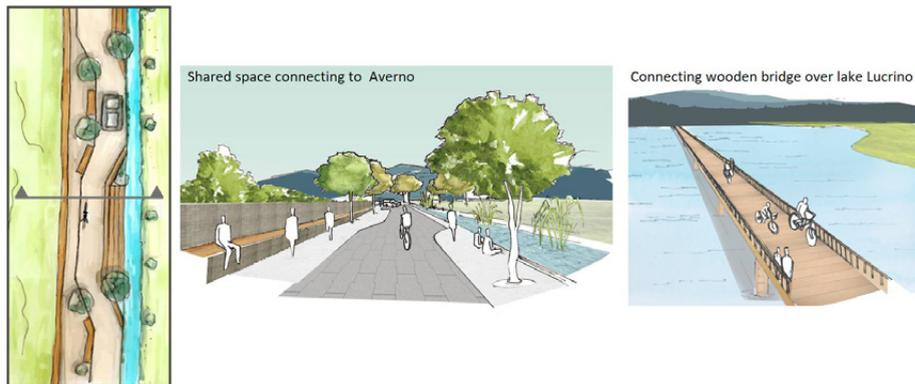 Shared space connecting to Averno
Connecting wooden bridge over lake Lucrino